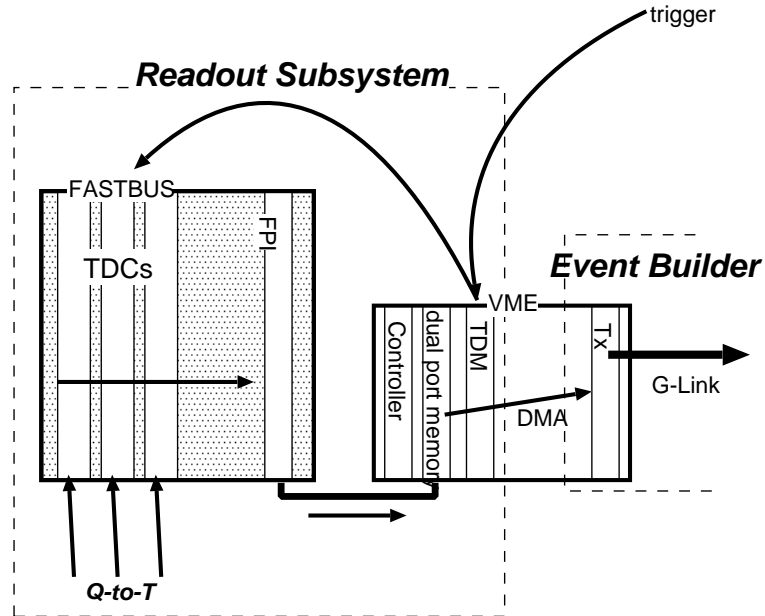 trigger
Readout Subsystem
FASTBUS
FPI
TDCs
Event Builder
VME
Controller
dual port memory
TDM
Tx
G-Link
DMA
Q-to-T